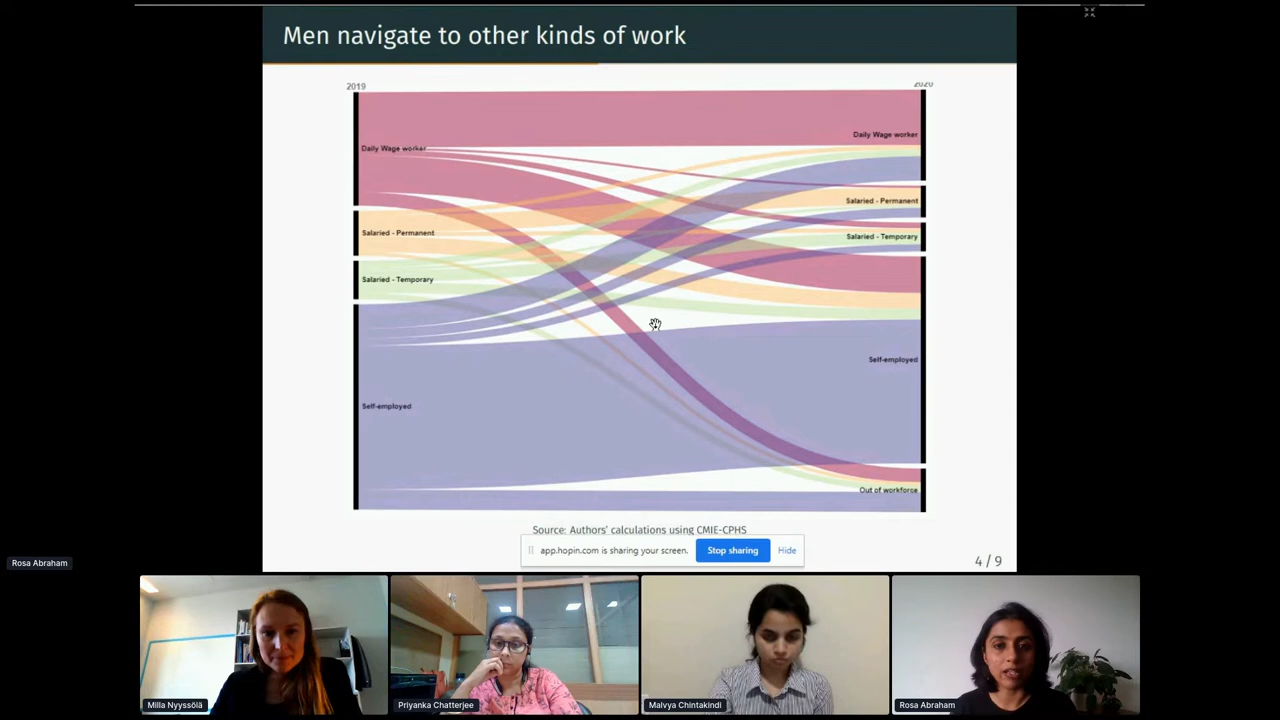 Men navigate to other kinds of work
2019
2020
Daily Wage worker
Daily Wage worker
Salaried - Permanent
Salaried - Permanent
Salaried - Temporary
Salaried - Temporary
Self-employed
Self-employed
Out of workforce
Source: Authors' calculations using CMIE-CPHS
app.hopin.com is sharing your screen.
Stop sharing
Hide
4 / 9
Rosa Abraham
Milla Nyyssölä
Priyanka Chatterjee
Malvya Chintakindi
Rosa Abraham